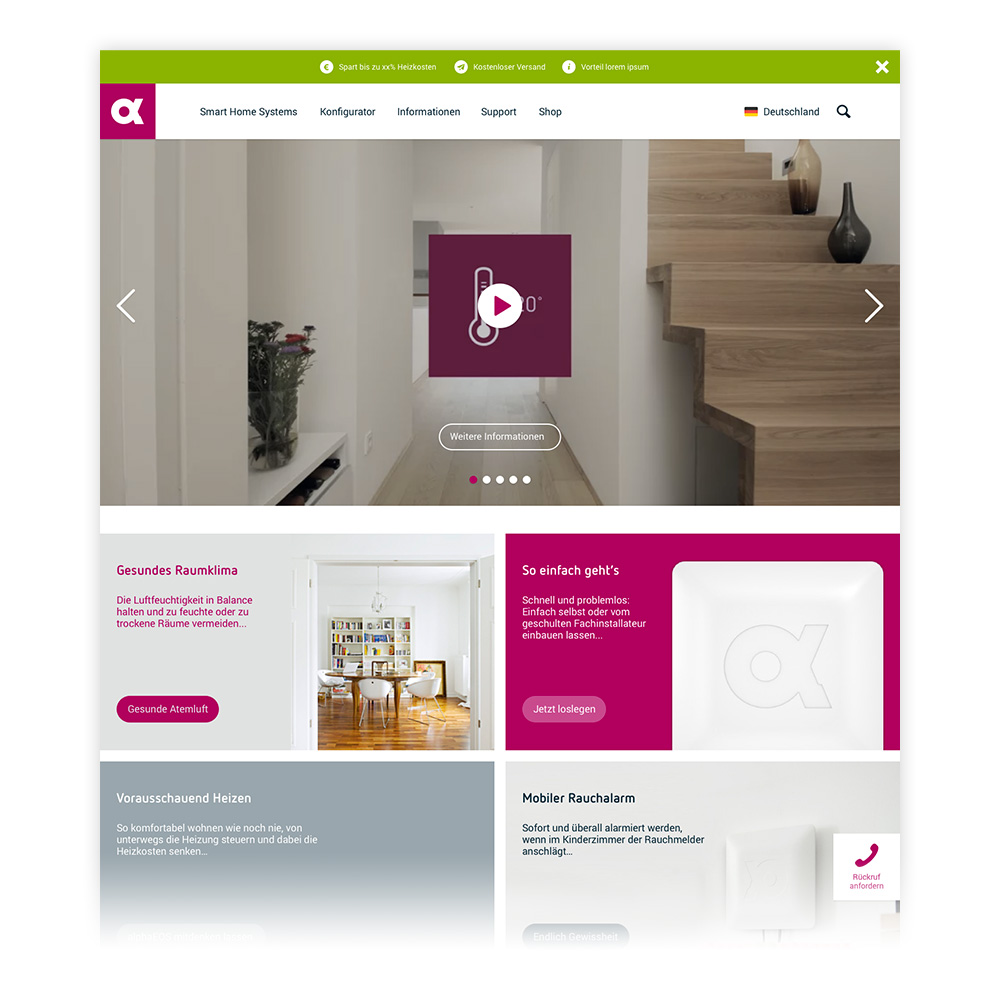 Spart bis zu xx% Heizkosten
Kostenloser Versand
Vorteil lorem ipsum
Smart Home Systems
Konfigurator
Informationen
Support
Shop
Deutschland
20°
Weitere Informationen
Gesundes Raumklima
Die Luftfeuchtigkeit in Balance
halten und zu feuchte oder zu
trockene Räume vermeiden...
Gesunde Atemluft
So einfach geht's
Schnell und problemlos:
Einfach selbst oder vom
geschulten Fachinstallateur
einbauen lassen...
Jetzt loslegen
Vorausschauend Heizen
So komfortabel wohnen wie noch nie, von
unterwegs die Heizung steuern und dabei die
Heizkosten senken...
Mobiler Rauchalarm
Sofort und überall alarmiert werden,
wenn im Kinderzimmer der Rauchmelder
anschlägt...
Endlich Gewissheit
Rückruf
anfordern